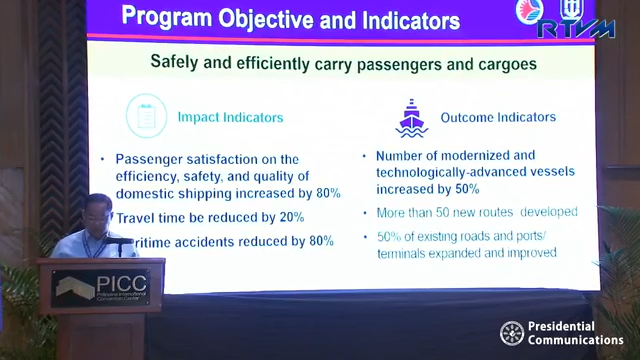 Program Objective and Indicators
RTVM
Safely and efficiently carry passengers and cargoes
Impact Indicators
• Passenger satisfaction on the
efficiency, safety, and quality of
domestic shipping increased by 80%
Travel time be reduced by 20%
ritime accidents reduced by 80%
Outcome Indicators
• Number of modernized and
technologically-advanced vessels
increased by 50%
• More than 50 new routes developed
• 50% of existing roads and ports/
terminals expanded and improved
PICC
Philippine International
Convention Center
Presidential
Communications